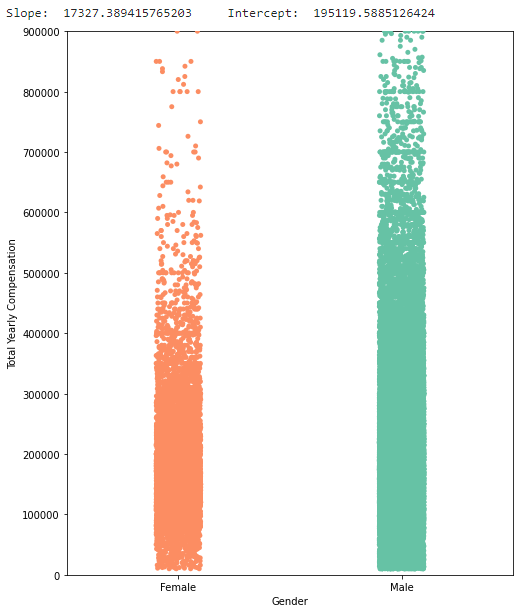 Slope:  17327.389415765203     Intercept:  195119.5885126424
900000
800000
700000
600000
500000
400000
300000
200000
100000
0
Total Yearly Compensation
Female
Male
Gender